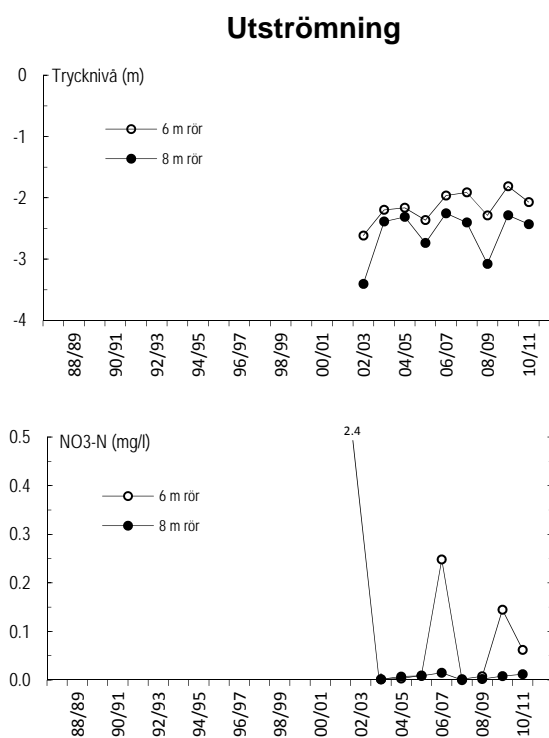 Utströmning
Trycknivå (m)
0
-1
-2
-3
-4
6 m rör
8 m rör
88/89 90/91 92/93 94/95 96/97 98/99 00/01 02/03 04/05 06/07 08/09 10/11
NO3-N (mg/l)
2.4
0.5
0.4
0.3
0.2
0.1
0.0
6 m rör
8 m rör
88/89 90/91 92/93 94/95 96/97 98/99 00/01 02/03 04/05 06/07 08/09 10/11